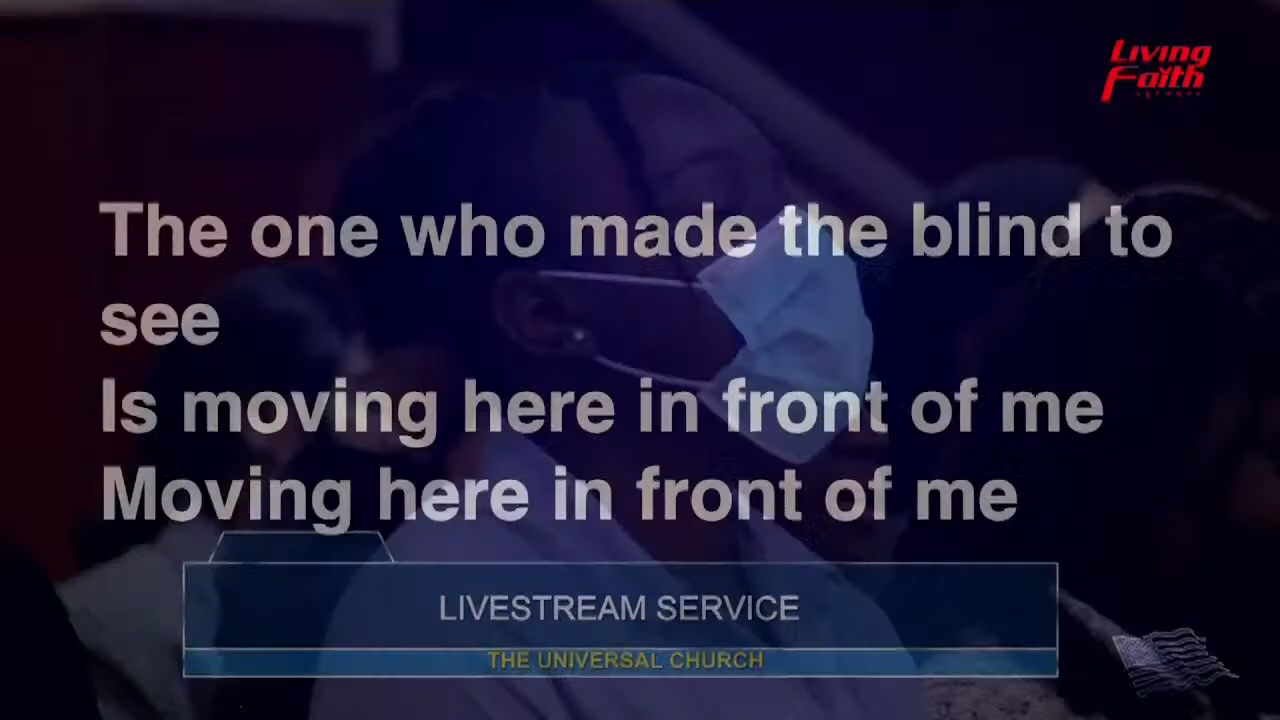 Living
Faith
NETWORK
The one who made the blind to
see
Is moving here in front of me
Moving here in front of me
LIVESTREAM SERVICE
THE UNIVERSAL CHURCH